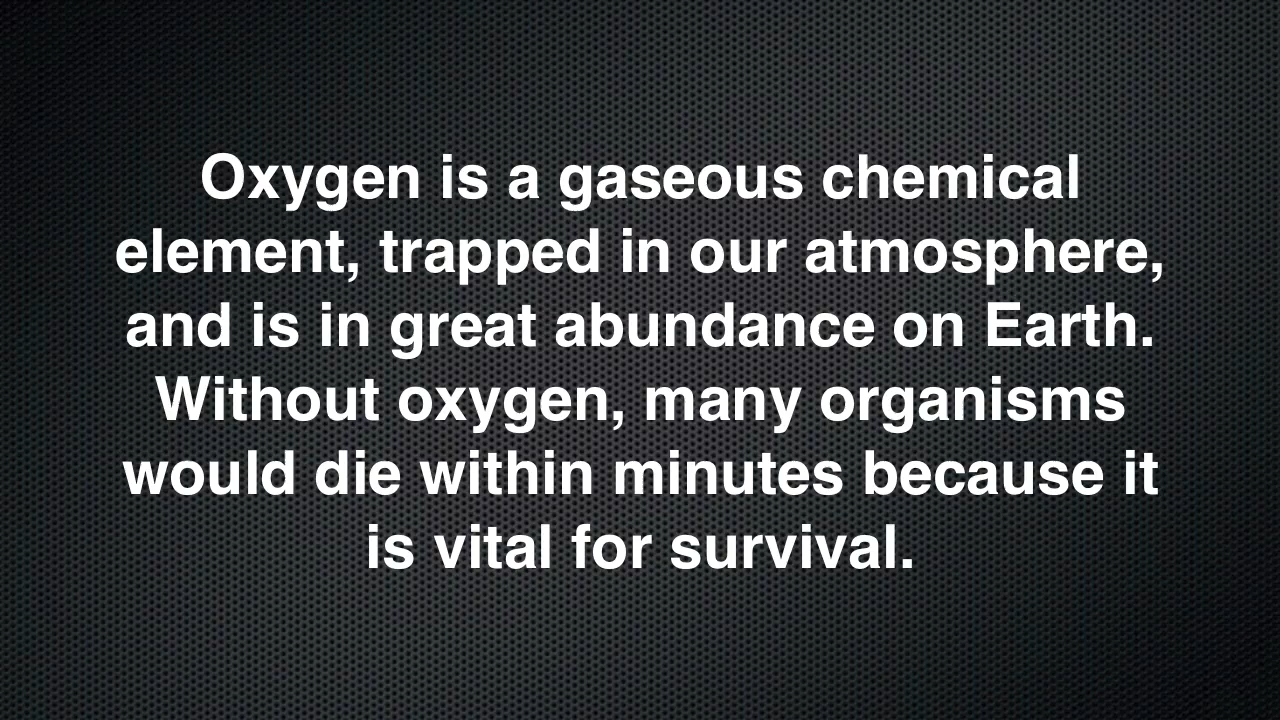 Oxygen is a gaseous chemical
element, trapped in our atmosphere,
and is in great abundance on Earth.
Without oxygen, many organisms
would die within minutes because it
is vital for survival.